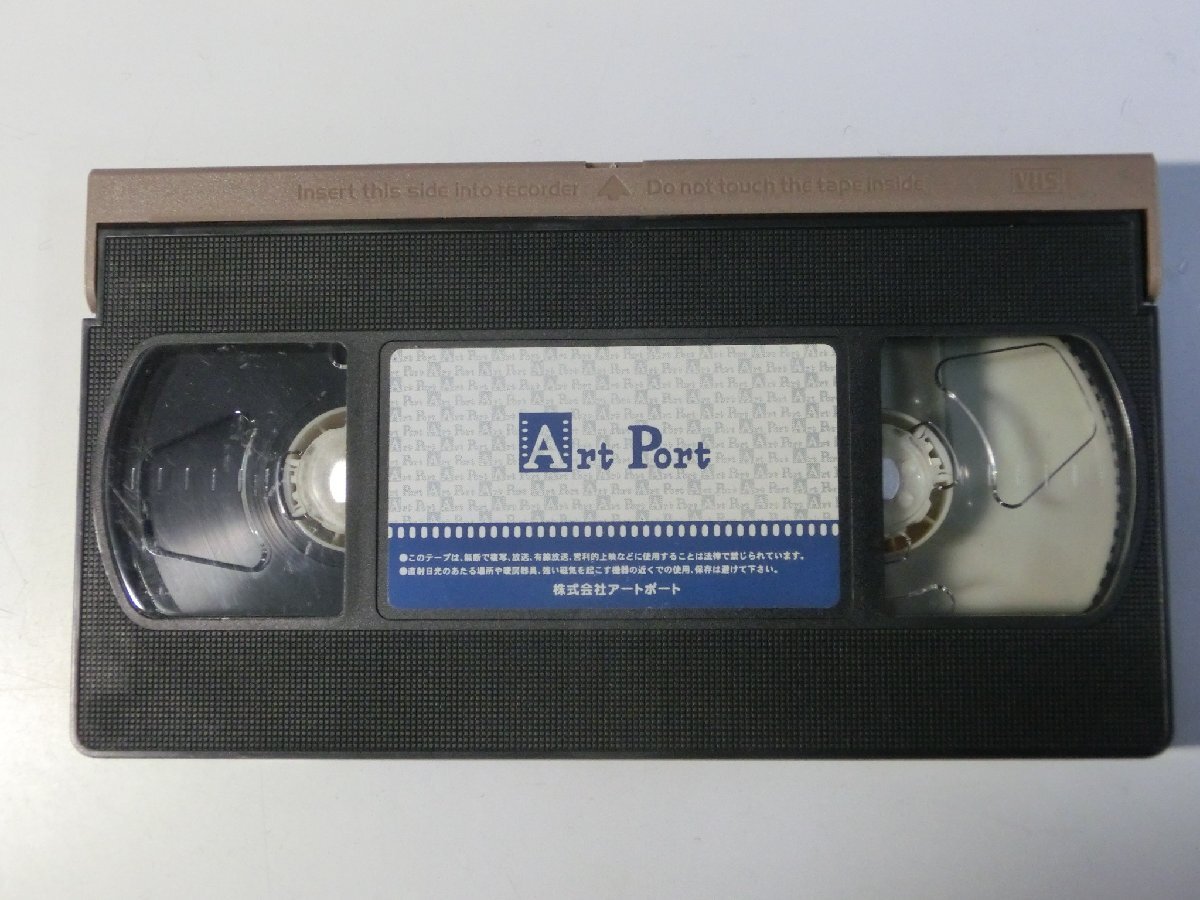 Insert this side into recorder Do not touch the tape inside VHS
Art Port
●このテープは、無断で複写、放送、有線放送、営利的上映などに使用することは法律で禁じられています。
●直射日光のあたる場所や暖房器具、強い磁気を起こす機器の近くでの使用、保存は避けて下さい。
株式会社アートポート